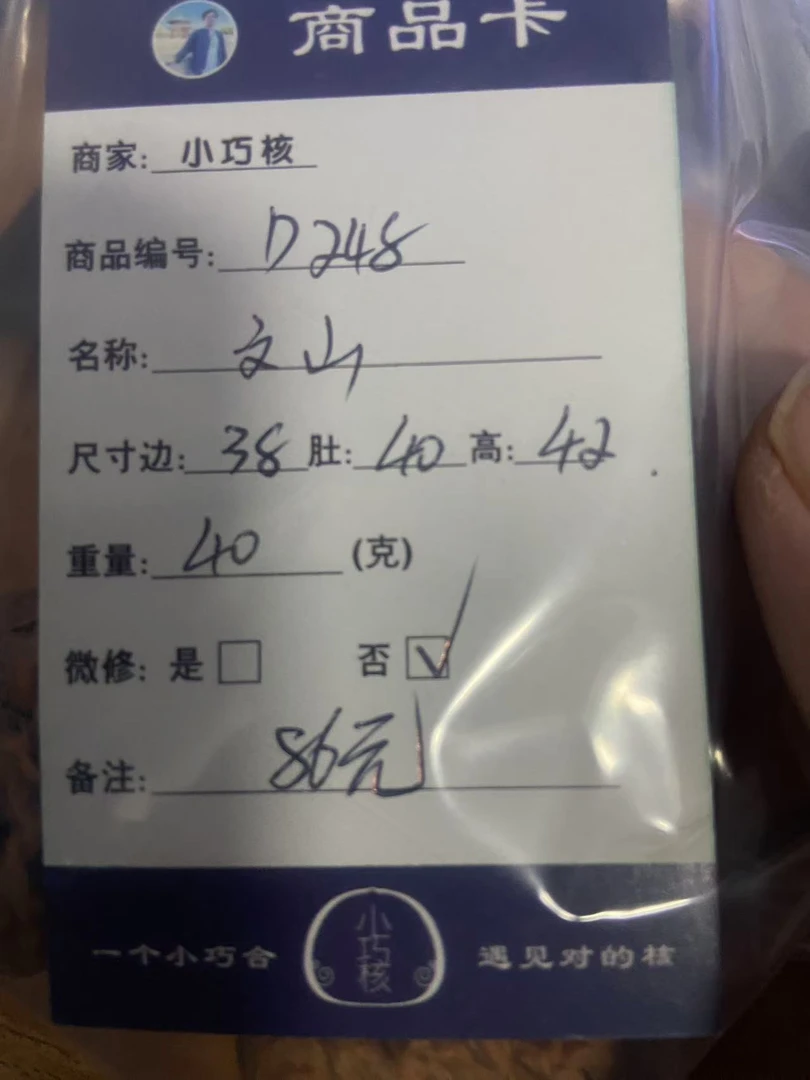 商品卡
商家: 小巧核
商品编号: D248
名称: 文山
尺寸边: 38 肚: 40 高: 42
重量: 40 (克)
微修: 是 否
备注: 86元
一个小巧合 小巧核 遇见对的核